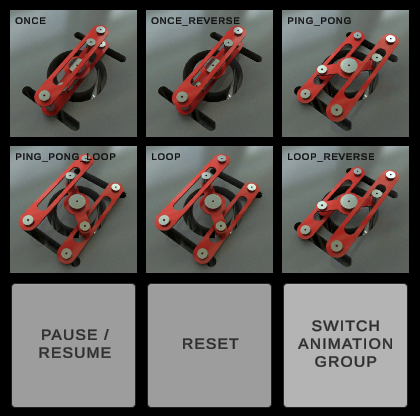 ONCE
ONCE_REVERSE
PING_PONG
PING_PONG_LOOP
LOOP
LOOP_REVERSE
PAUSE /
RESUME
RESET
SWITCH
ANIMATION
GROUP